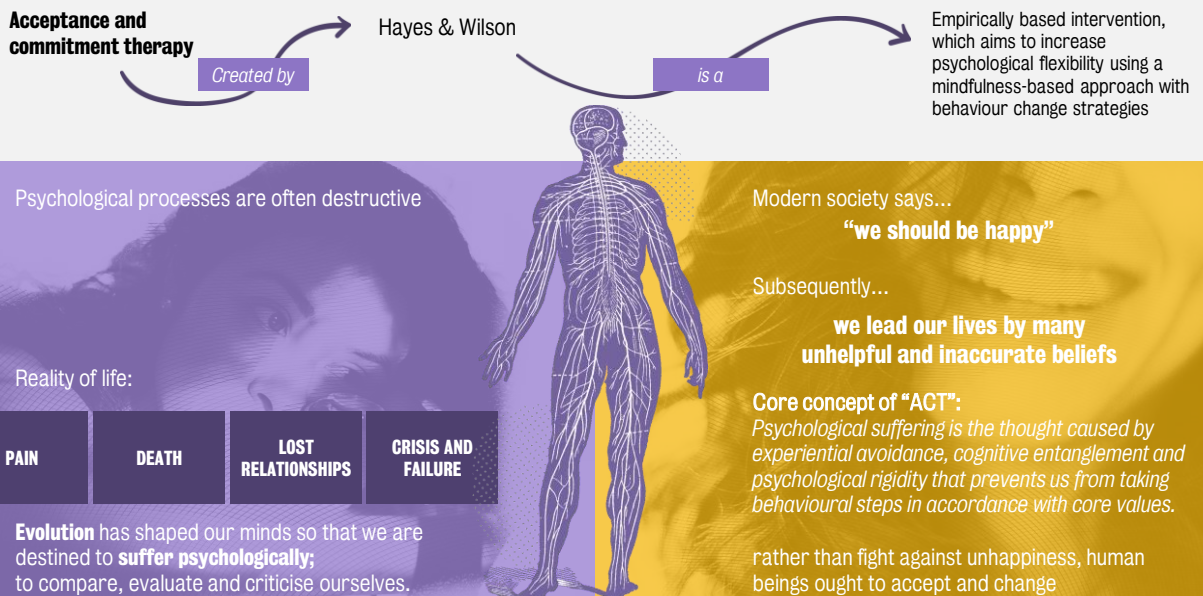 Acceptance and
commitment therapy
Created by
Hayes & Wilson
is a
Empirically based intervention,
which aims to increase
psychological flexibility using a
mindfulness-based approach with
behaviour change strategies
Psychological processes are often destructive
Reality of life:
PAIN
DEATH
LOST
RELATIONSHIPS
CRISIS AND
FAILURE
Evolution has shaped our minds so that we are
destined to suffer psychologically;
to compare, evaluate and criticise ourselves.
Modern society says...
“we should be happy”
Subsequently...
we lead our lives by many
unhelpful and inaccurate beliefs
Core concept of “ACT”:
Psychological suffering is the thought caused by
experiential avoidance, cognitive entanglement and
psychological rigidity that prevents us from taking
behavioural steps in accordance with core values.
rather than fight against unhappiness, human
beings ought to accept and change